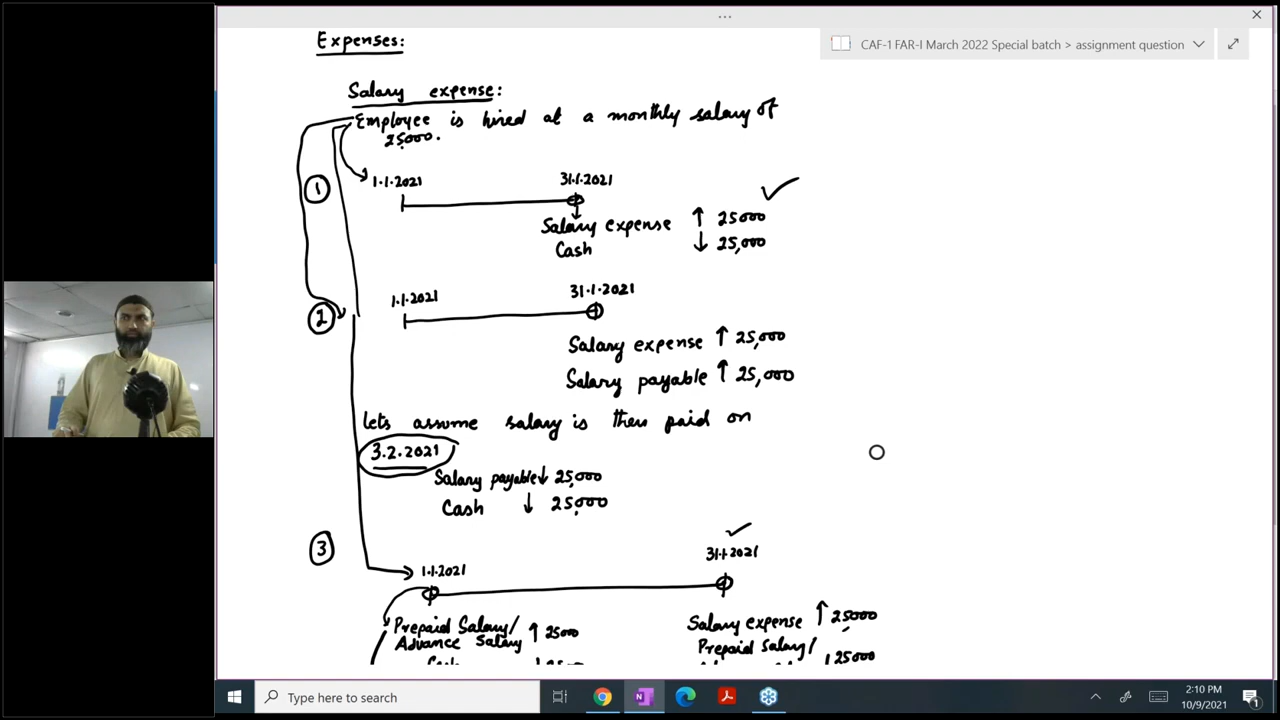 Expenses:
CAF-1 FAR-I March 2022 Special batch > assignment question
Salary expense:
Employee is hired at a monthly salary of
25000.
1
1.1.2021
31.1.2021
Salary expense ↑ 25000
Cash ↓ 25,000
2
1.1.2021
31.1.2021
Salary expense ↑ 25,000
Salary payable ↑ 25,000
lets assume salary is then paid on
3.2.2021
Salary payable ↓ 25,000
Cash ↓ 25,000
3
1.1.2021
31.1.2021
Prepaid Salary/ ↑ 25000
Advance Salary
Salary expense ↑ 25000
Prepaid Salary/
↓ 25000
Type here to search
2:10 PM
10/9/2021
1